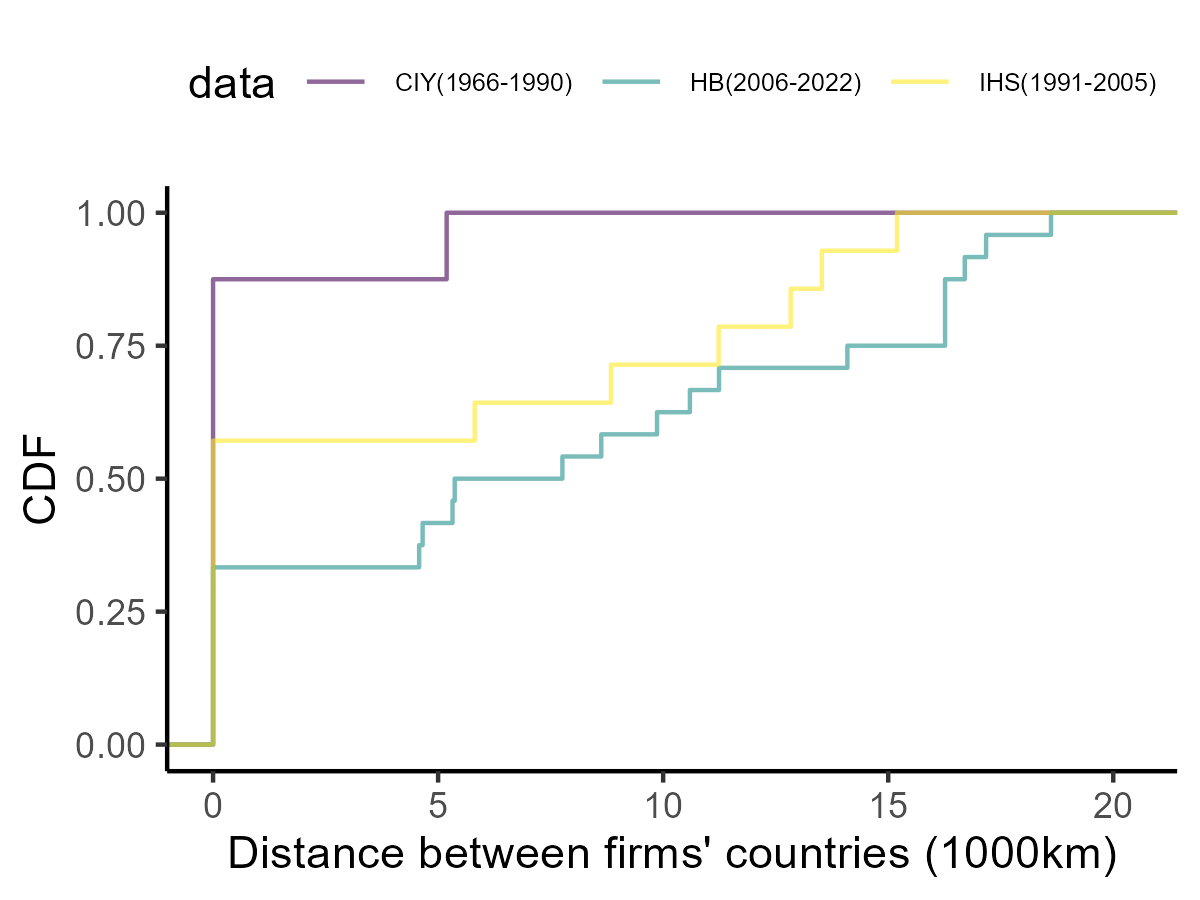 data CIY(1966-1990) HB(2006-2022) IHS(1991-2005)
1.00
0.75
0.50
0.25
0.00
CDF
0 5 10 15 20
Distance between firms' countries (1000km)